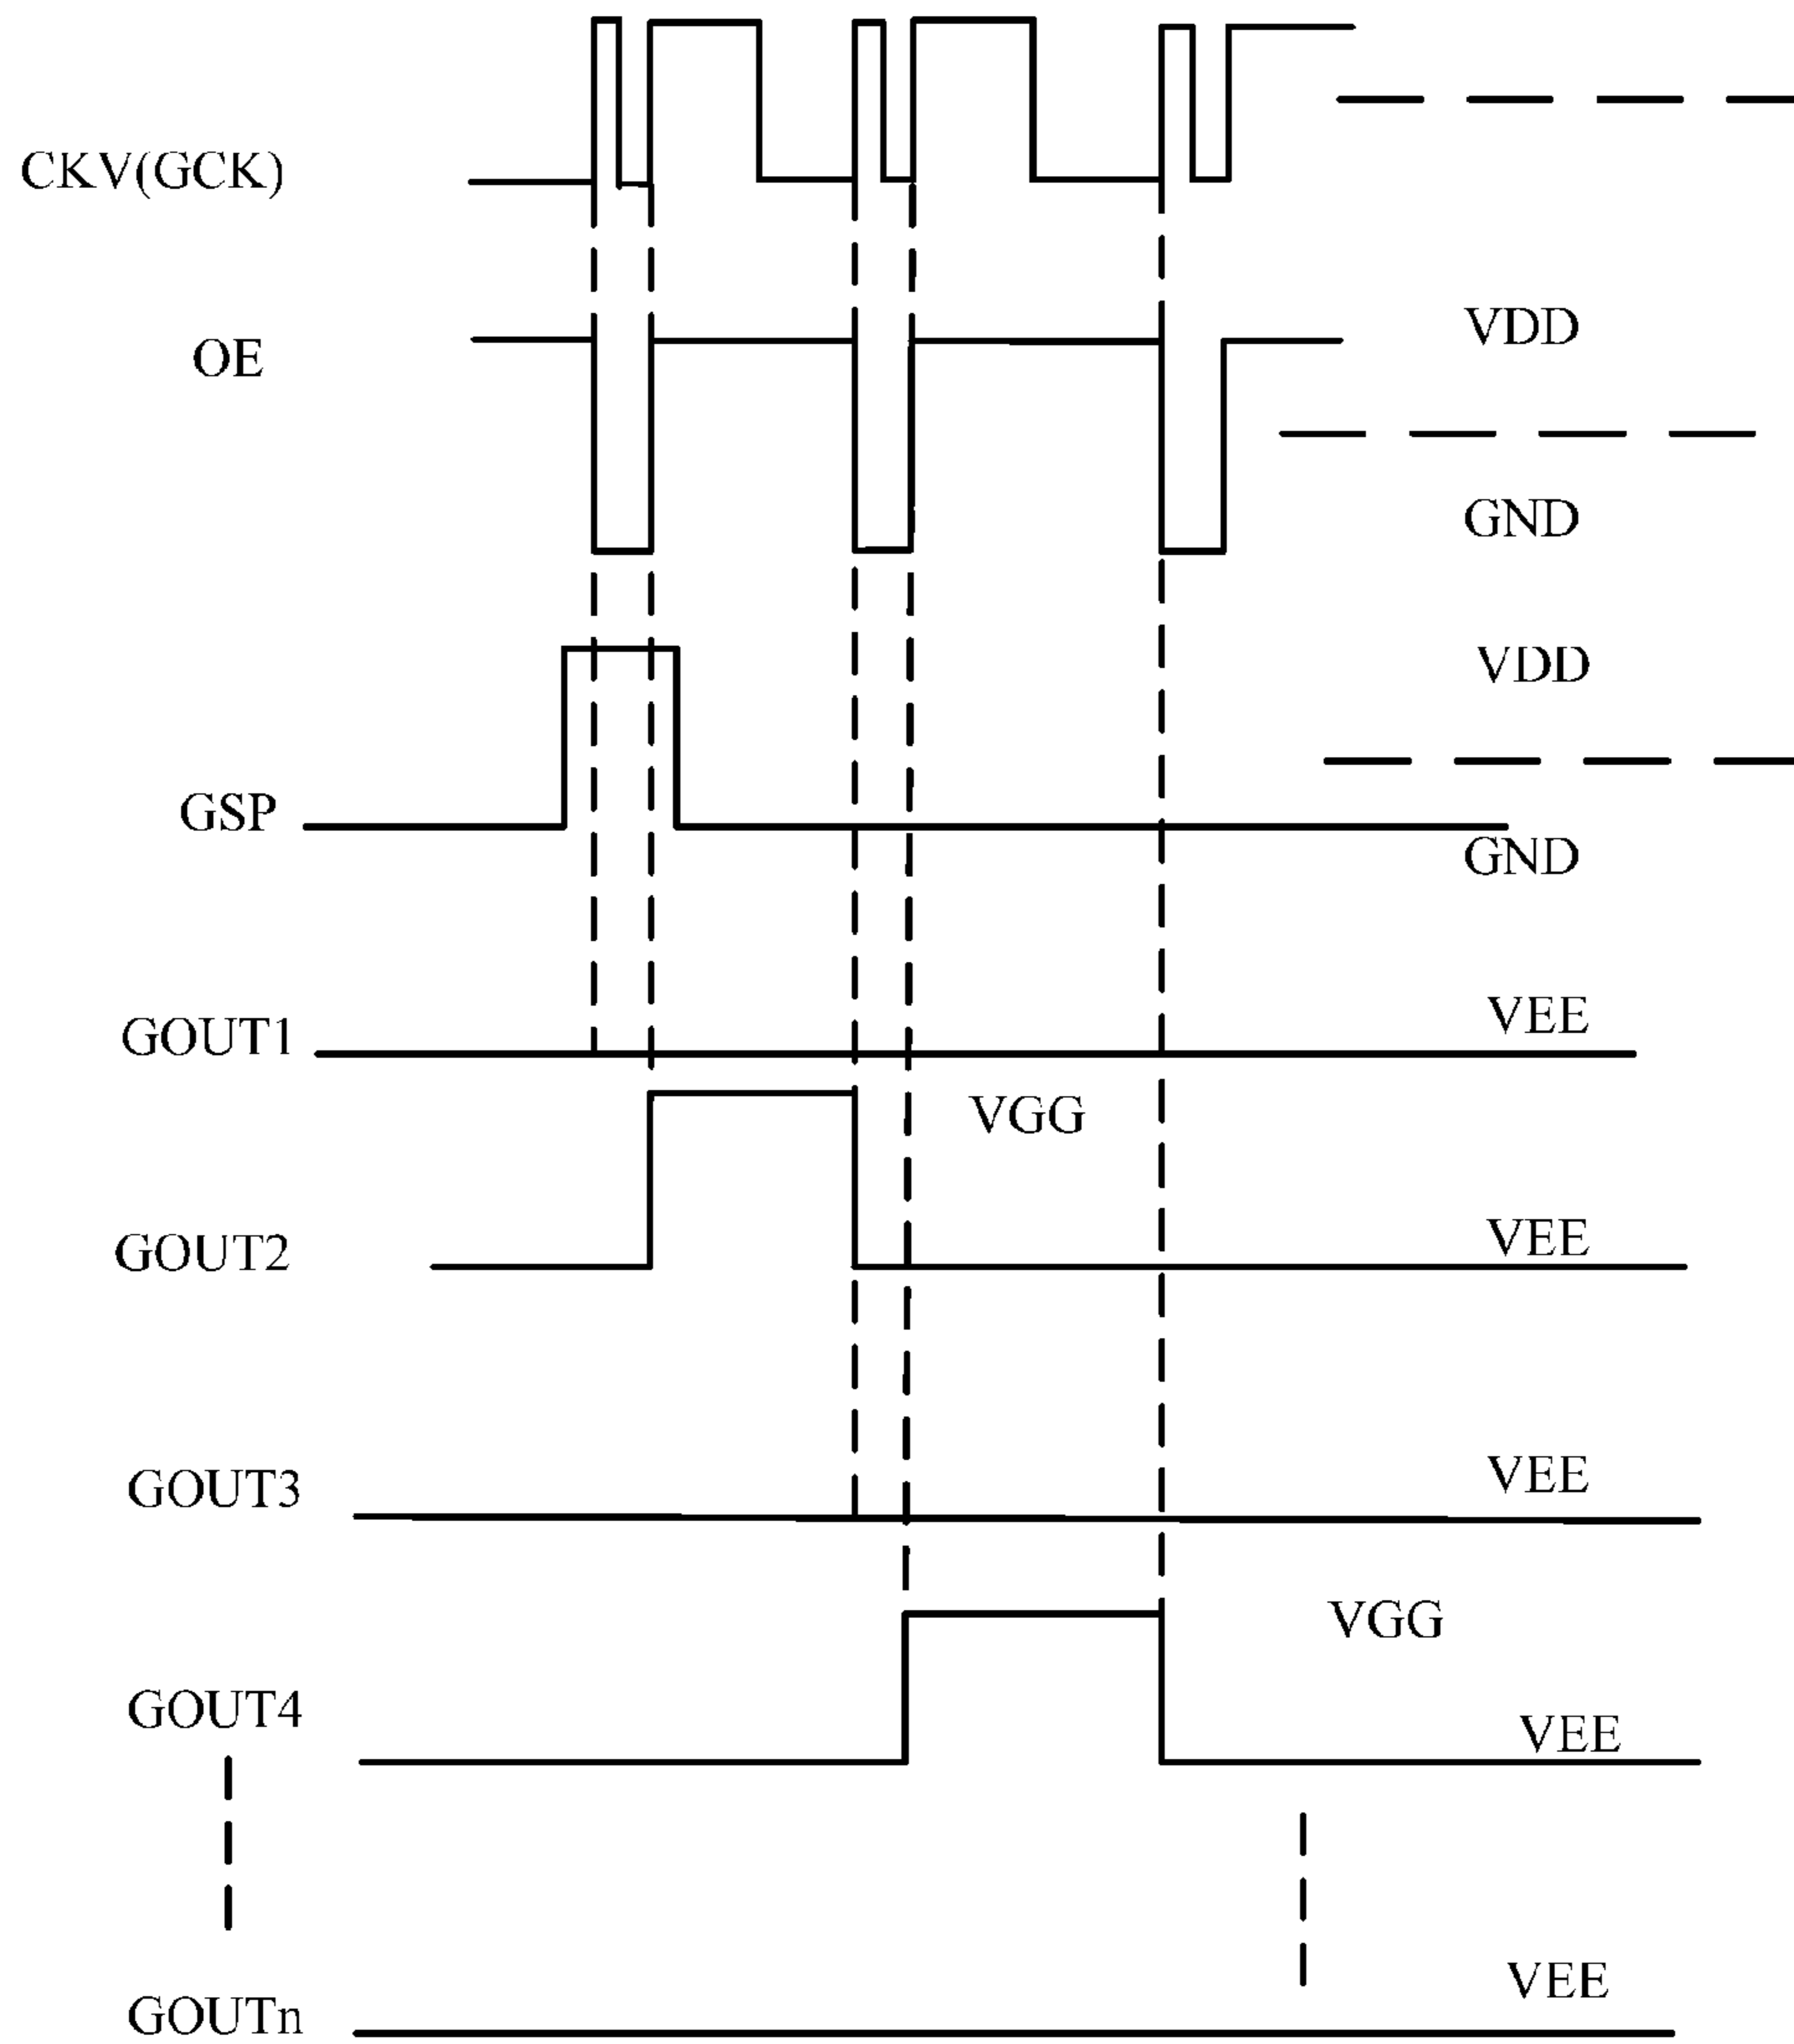 CKV(GCK)
OE
VDD
GND
VDD
GSP
GND
GOUT1
VEE
VGG
GOUT2
VEE
GOUT3
VEE
VGG
GOUT4
VEE
GOUTn
VEE